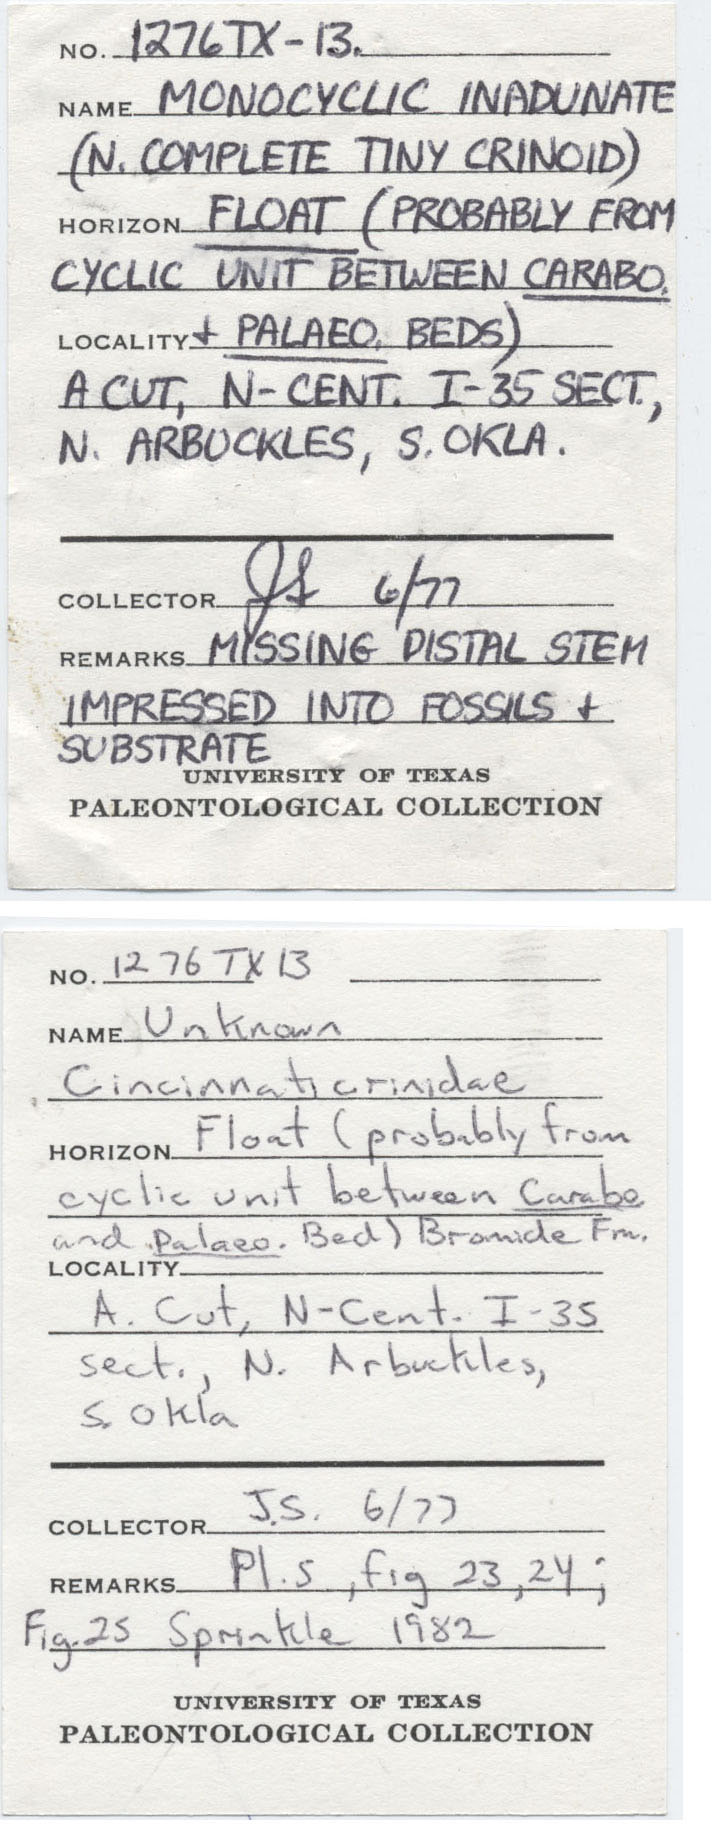 NO. 1276TX-13.
NAME MONOCYCLIC INADUNATE
(N. COMPLETE TINY CRINOID)
HORIZON FLOAT (PROBABLY FROM
CYCLIC UNIT BETWEEN CARABO.
LOCALITY + PALAEO. BEDS)
A CUT, N-CENT. I-35 SECT.,
N. ARBUCKLES, S. OKLA.
COLLECTOR JS 6/77
REMARKS MISSING DISTAL STEM
IMPRESSED INTO FOSSILS +
SUBSTRATE
UNIVERSITY OF TEXAS
PALEONTOLOGICAL COLLECTION
NO. 1276 TX 13
NAME Unknown
Cincinnaticrinidae
HORIZON Float (probably from
cyclic unit between Carabo
and Palaeo. Bed) Bromide Fm.
LOCALITY
A. Cut, N-Cent. I-35
sect., N. Arbuckles,
S. Okla
COLLECTOR J.S. 6/77
REMARKS Pl. 5, fig 23, 24;
Fig. 25 Sprinkle 1982
UNIVERSITY OF TEXAS
PALEONTOLOGICAL COLLECTION